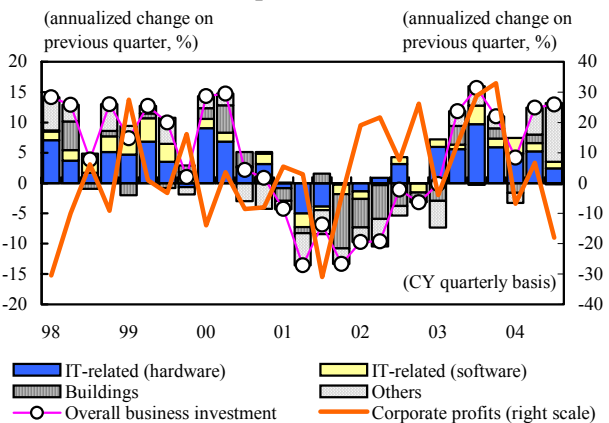 (annualized change on (annualized change on
previous quarter, %) previous quarter, %)
20 40
15 30
10 20
5 10
0 0
-5 -10
-10 -20
-15 (CY quarterly basis) -30
-20 -40
98 99 00 01 02 03 04
IT-related (hardware) IT-related (software)
Buildings Others
Overall business investment Corporate profits (right scale)